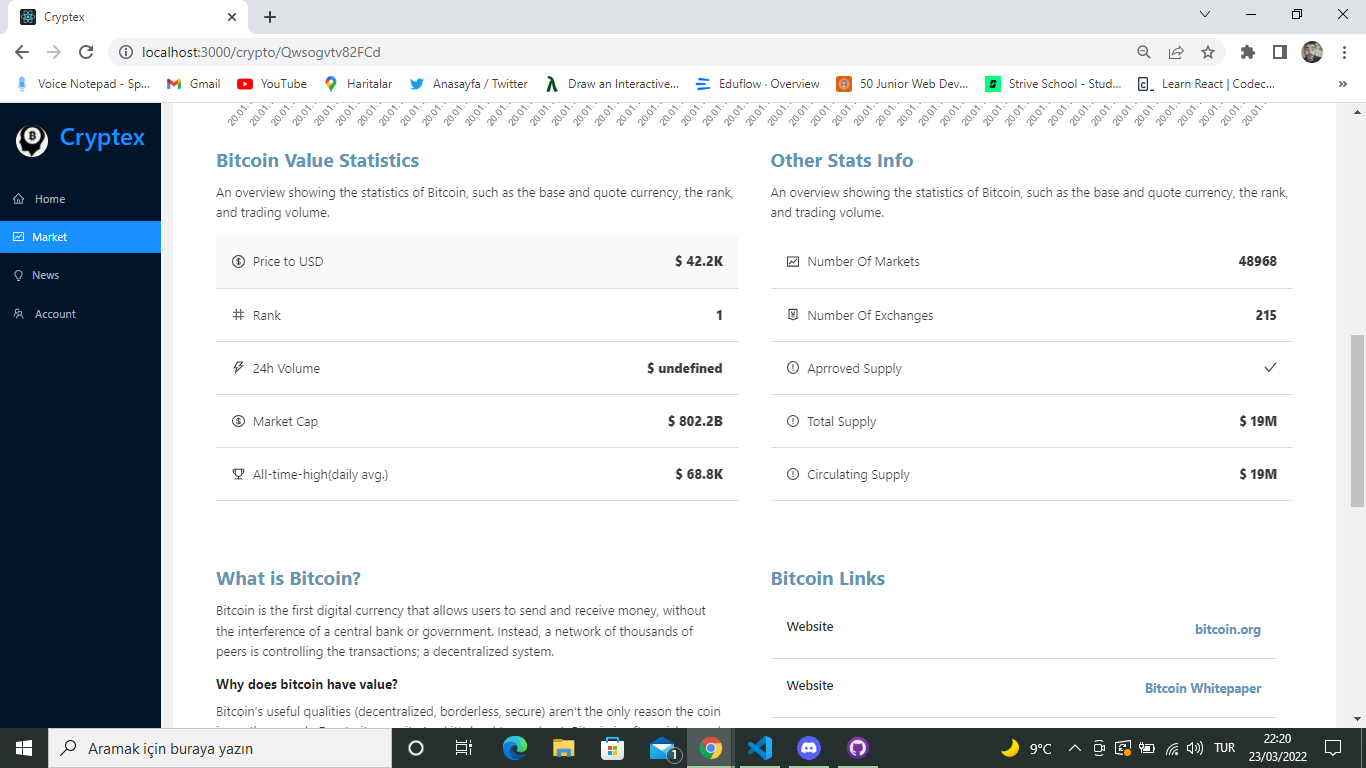 Cryptex
localhost:3000/crypto/Qwsogvtv82FCd
Voice Notepad - Sp...
Gmail
YouTube
Haritalar
Anasayfa / Twitter
Draw an Interactive...
Eduflow · Overview
50 Junior Web Dev...
Strive School - Stud...
Learn React | Codec...
»
Cryptex
Home
Market
News
Account
Bitcoin Value Statistics
An overview showing the statistics of Bitcoin, such as the base and quote currency, the rank,
and trading volume.
Price to USD $ 42.2K
Rank 1
24h Volume $ undefined
Market Cap $ 802.2B
All-time-high(daily avg.) $ 68.8K
Other Stats Info
An overview showing the statistics of Bitcoin, such as the base and quote currency, the rank,
and trading volume.
Number Of Markets 48968
Number Of Exchanges 215
Aprroved Supply
Total Supply $ 19M
Circulating Supply $ 19M
What is Bitcoin?
Bitcoin is the first digital currency that allows users to send and receive money, without
the interference of a central bank or government. Instead, a network of thousands of
peers is controlling the transactions; a decentralized system.
Why does bitcoin have value?
Bitcoin's useful qualities (decentralized, borderless, secure) aren't the only reason the coin
Bitcoin Links
Website bitcoin.org
Website Bitcoin Whitepaper
Aramak için buraya yazın
1
9°C
TUR
22:20
23/03/2022